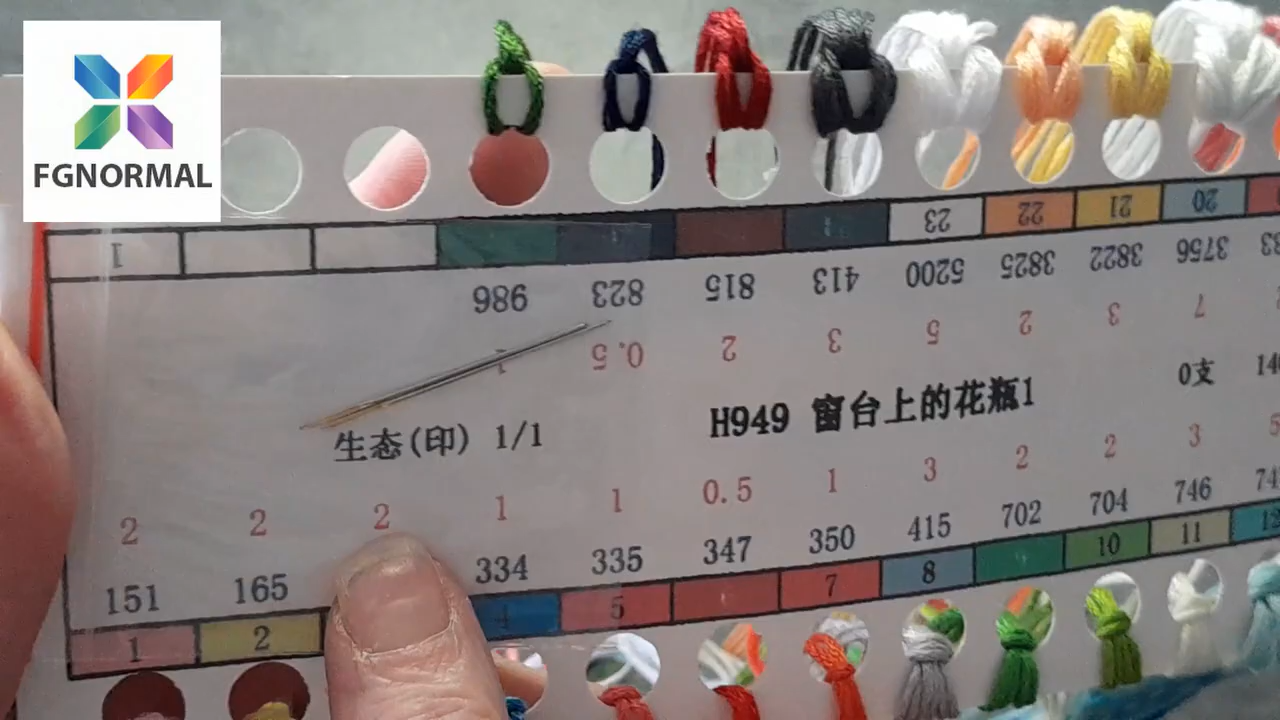 FGNORMAL
1 23 22 21 20
986 823 815 413 5200 3825 3822 3756
0.5 2 3 5 2 3 7
0支
H949 窗台上的花瓶1
生态(印) 1/1
2 2 2 1 1 0.5 1 3 2 2 3
151 165 334 335 347 350 415 702 704 746
1 2 4 5 7 8 10 11